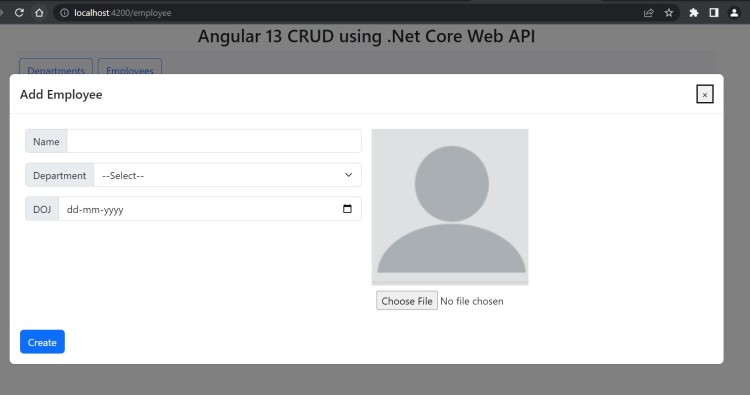 localhost:4200/employee
Angular 13 CRUD using .Net Core Web API
Departments Employees
Add Employee ×
Name
Department --Select--
DOJ dd-mm-yyyy
Choose File No file chosen
Create